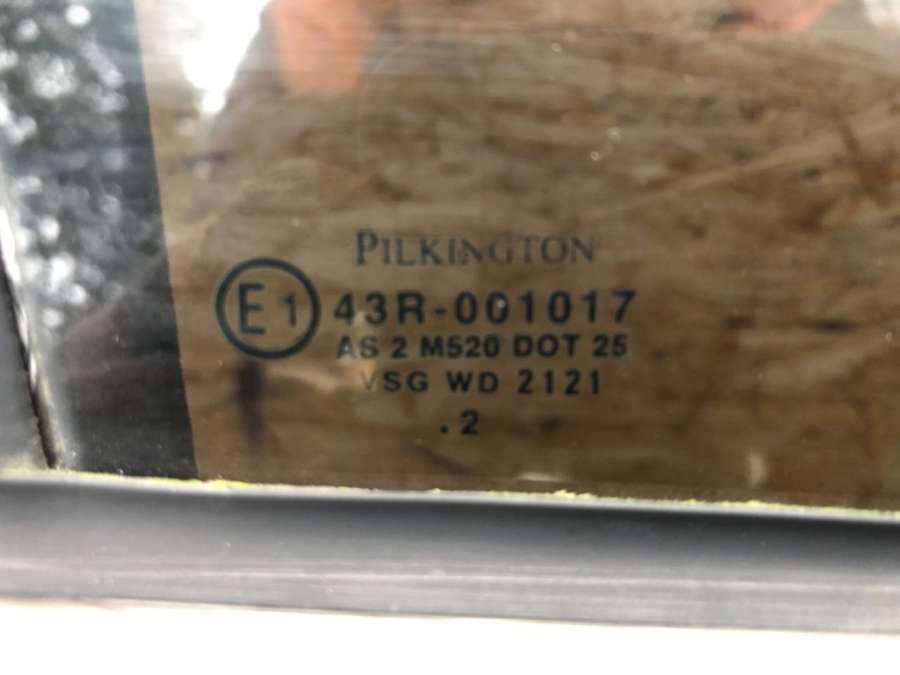 PILKINGTON
E1 43R-001017
AS 2 M520 DOT 25
VSG WD 2121
.2